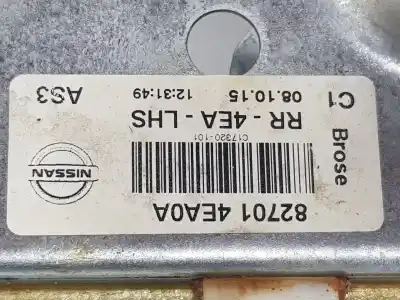 Brose
82701 4EA0A
C17320-101
RR - 4EA - LHS
08.10.15 C1
12:31:49 AS3
NISSAN